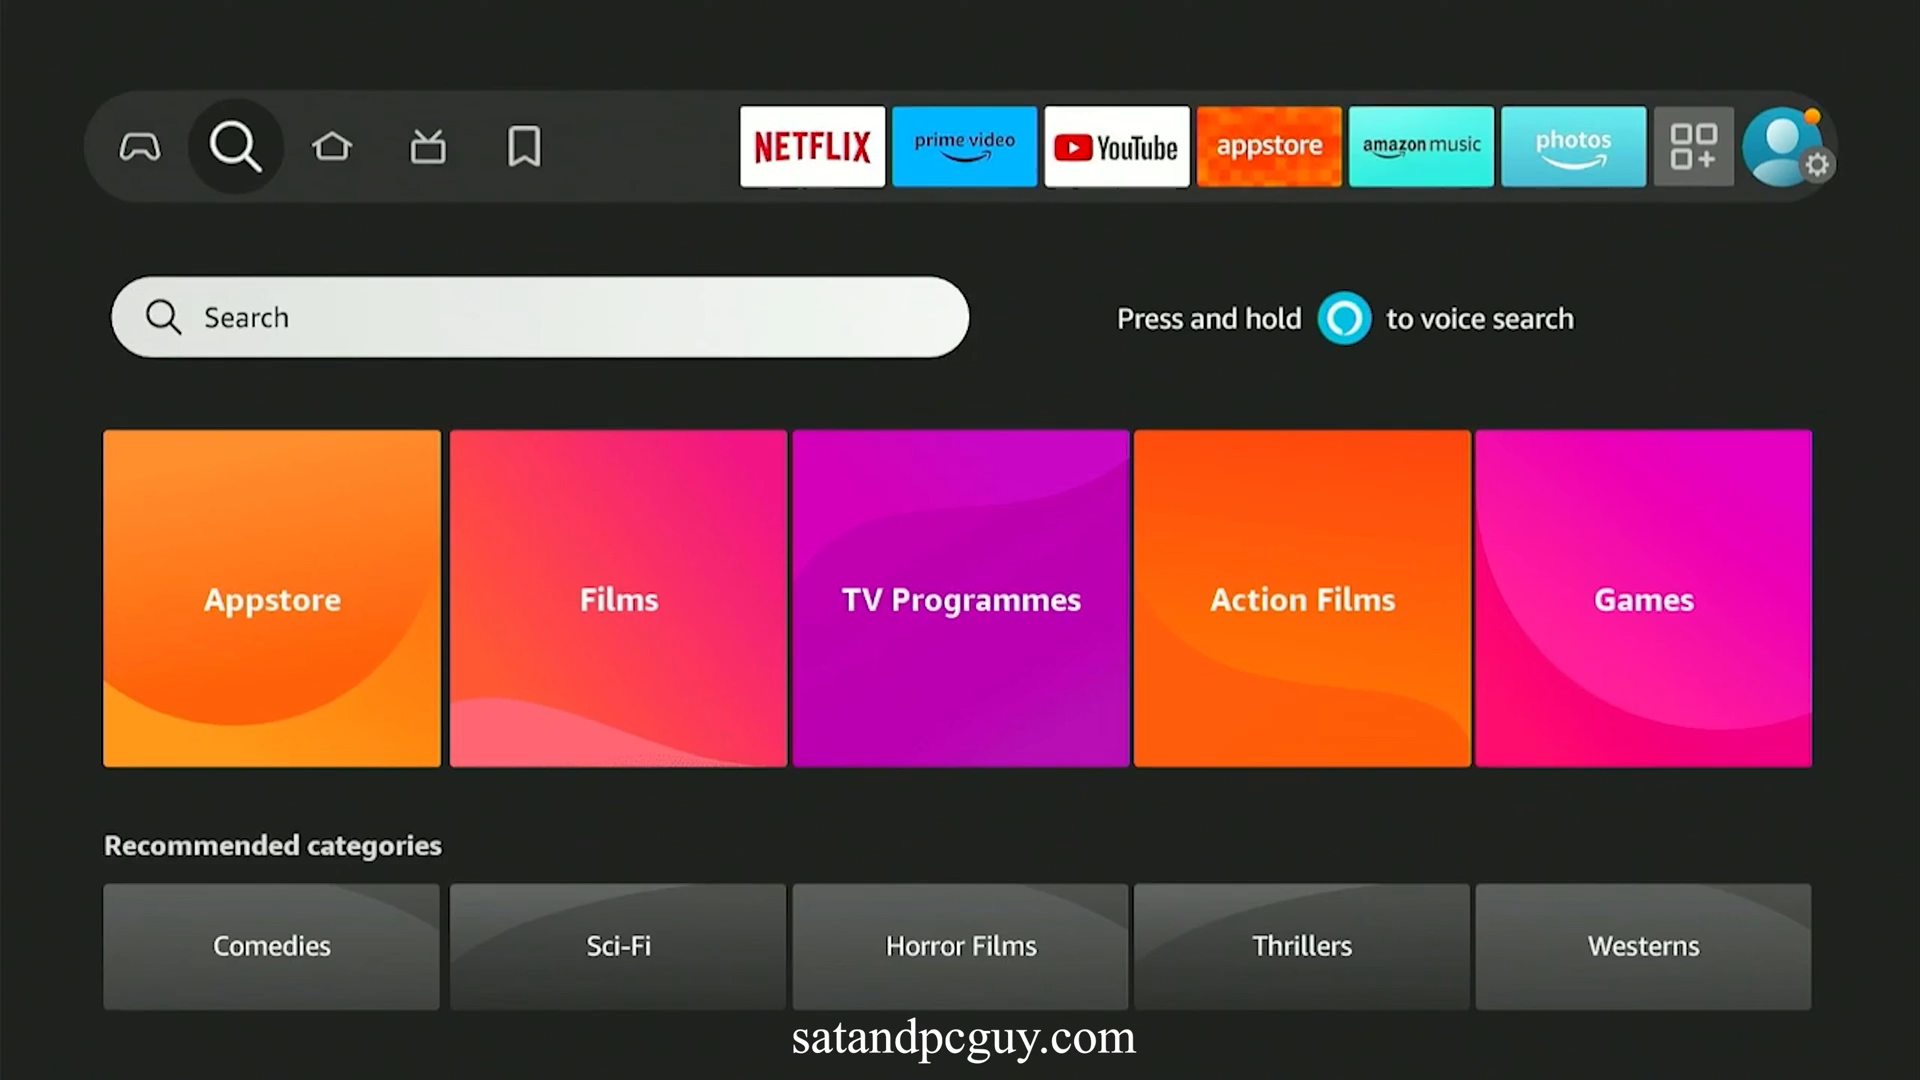 NETFLIX
prime video
YouTube
appstore
amazon music
photos
Search
Press and hold to voice search
Appstore
Films
TV Programmes
Action Films
Games
Recommended categories
Comedies
Sci-Fi
Horror Films
Thrillers
Westerns
satandpcguy.com